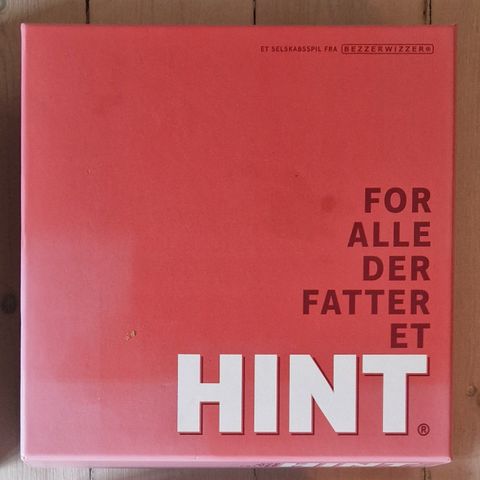 ET SELSKABSSPIL FRA BEZZERWIZZER®
FOR
ALLE
DER
FATTER
ET
HINT®